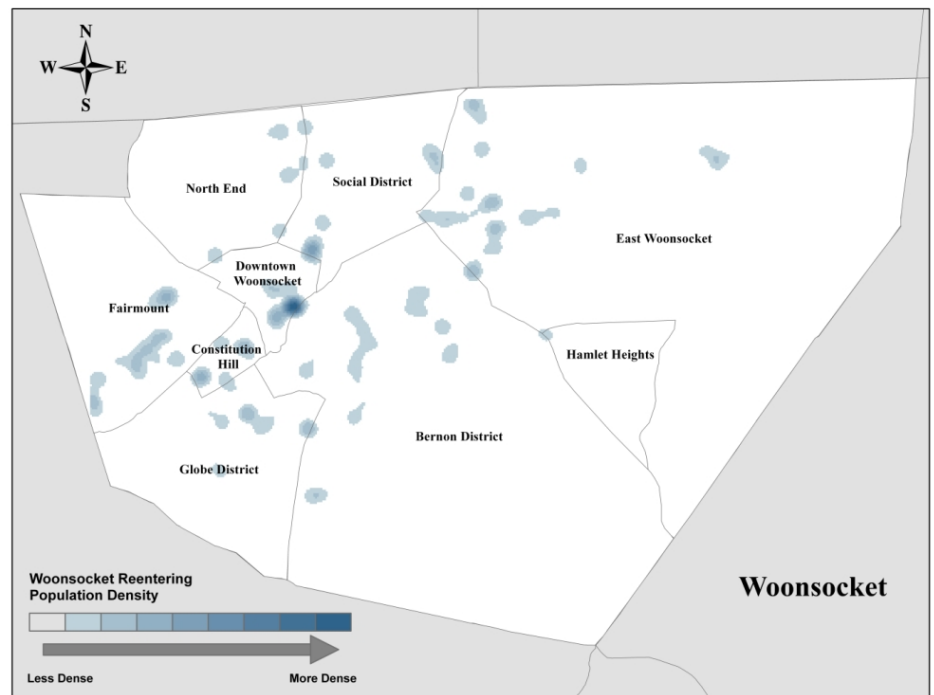 N
W E
S
North End
Social District
East Woonsocket
Downtown
Woonsocket
Fairmount
Constitution
Hill
Hamlet Heights
Bernon District
Globe District
Woonsocket Reentering
Population Density
Less Dense More Dense
Woonsocket